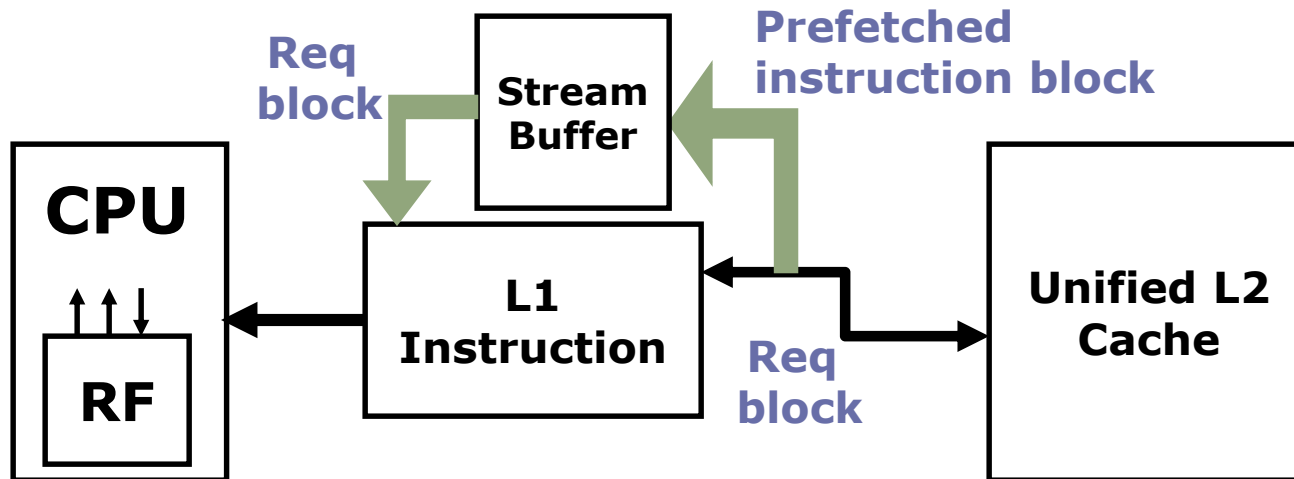 Req
block
Stream
Buffer
Prefetched
instruction block
CPU
RF
L1
Instruction
Req
block
Unified L2
Cache